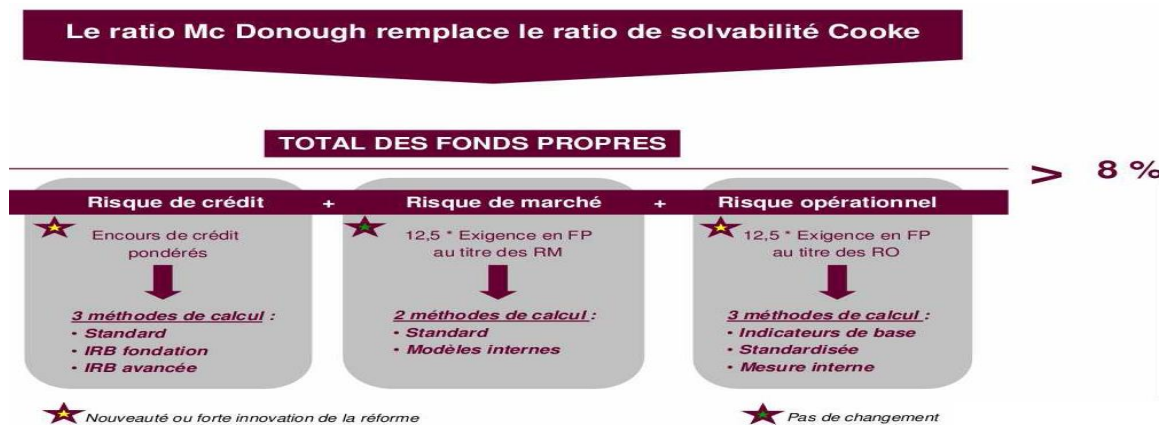 Le ratio Mc Donough remplace le ratio de solvabilité Cooke
TOTAL DES FONDS PROPRES
> 8 %
Risque de crédit + Risque de marché + Risque opérationnel
Encours de crédit
pondérés
3 méthodes de calcul :
• Standard
• IRB fondation
• IRB avancée
12,5 * Exigence en FP
au titre des RM
2 méthodes de calcul :
• Standard
• Modèles internes
12,5 * Exigence en FP
au titre des RO
3 méthodes de calcul :
• Indicateurs de base
• Standardisée
• Mesure interne
Nouveauté ou forte innovation de la réforme
Pas de changement